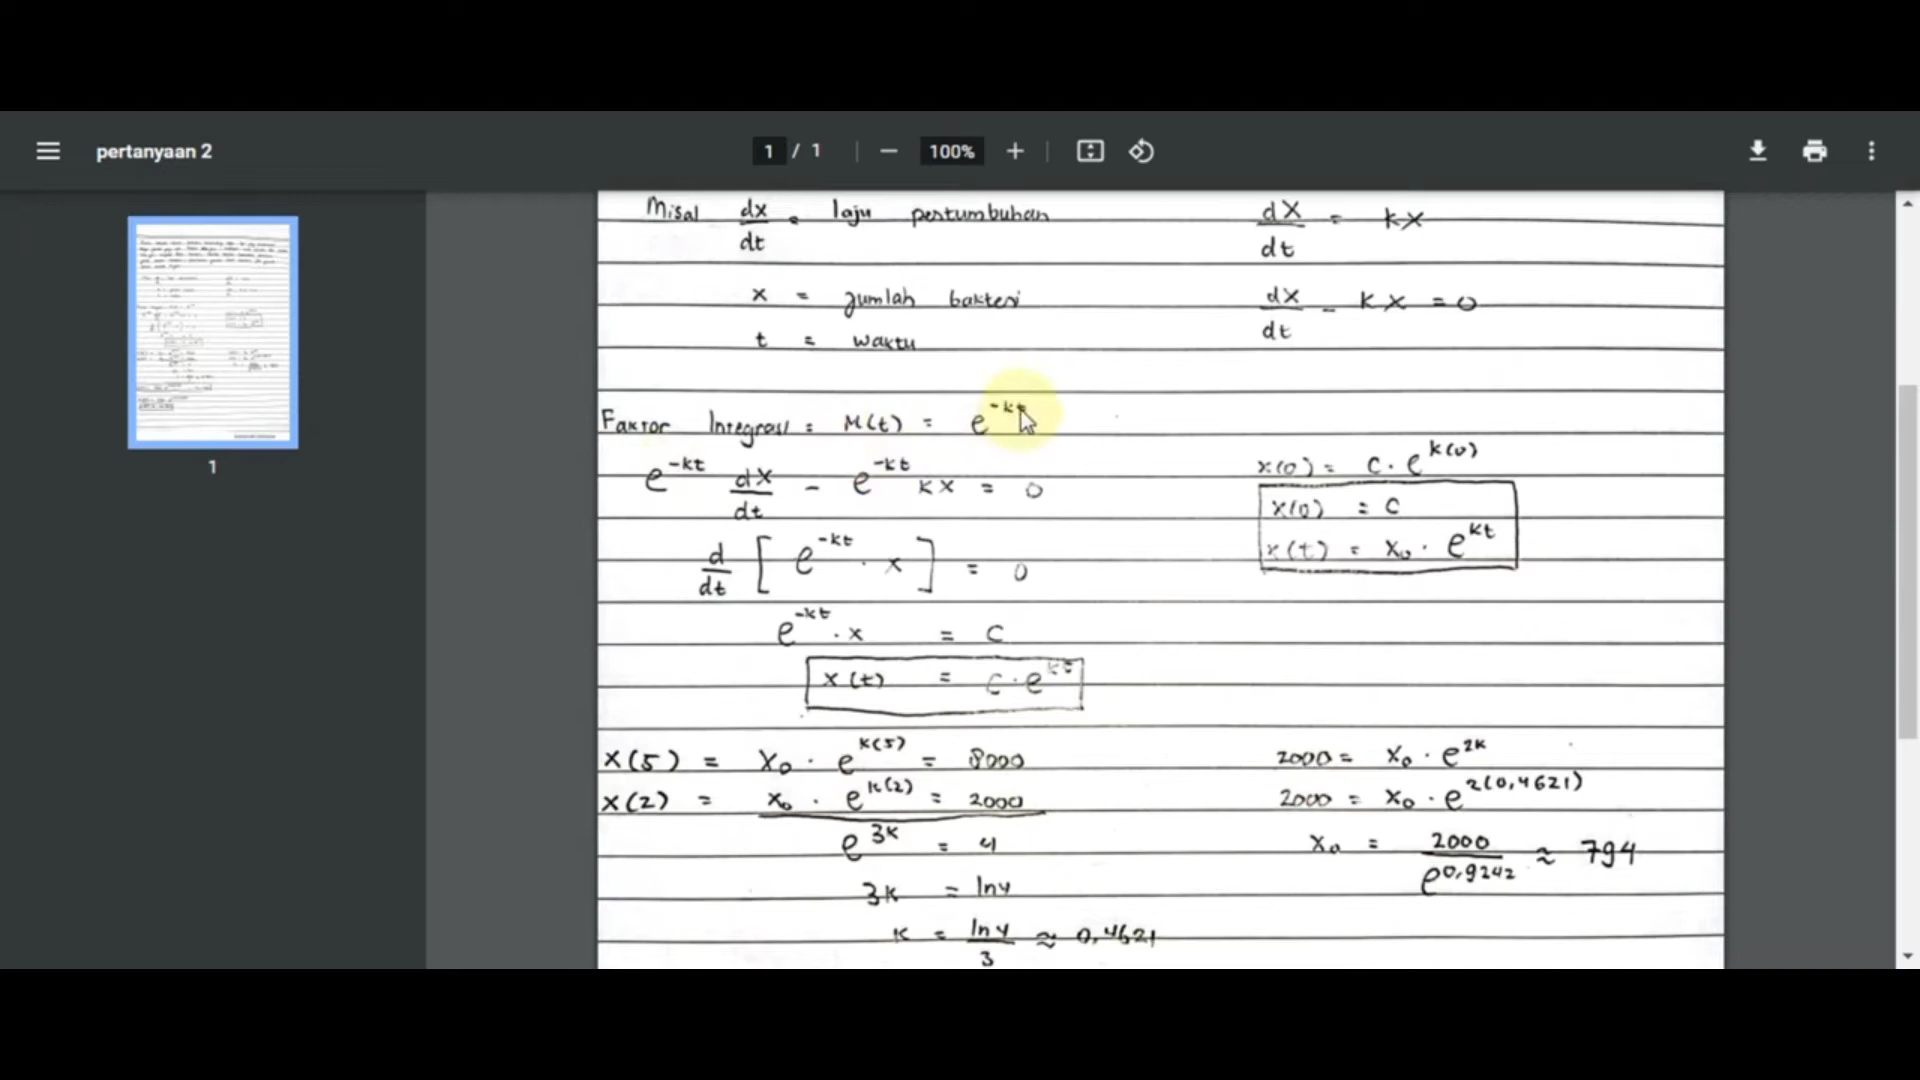 pertanyaan 2
1 / 1
100%
1
Misal dx/dt = laju pertumbuhan
x = jumlah bakteri
t = waktu
dX/dt = kx
dx/dt - kx = 0
Faktor Integrasi = M(t) = e^-kt
e^-kt dx/dt - e^-kt kx = 0
d/dt [e^-kt · x] = 0
e^-kt · x = c
x(t) = c · e^kt
x(0) = c · e^k(0)
x(0) = c
x(t) = x₀ · e^kt
x(5) = x₀ · e^k(5) = 8000
x(2) = x₀ · e^k(2) = 2000
e^3k = 4
3k = ln4
k = ln4/3 ≈ 0,4621
2000 = x₀ · e^2k
2000 = x₀ · e^2(0,4621)
x₀ = 2000/e^0,9242 ≈ 794